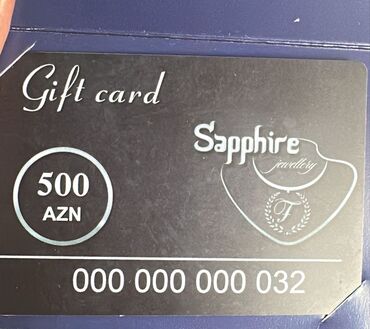 Gift card
Sapphire
jewellery
F
500
AZN
000 000 000 032